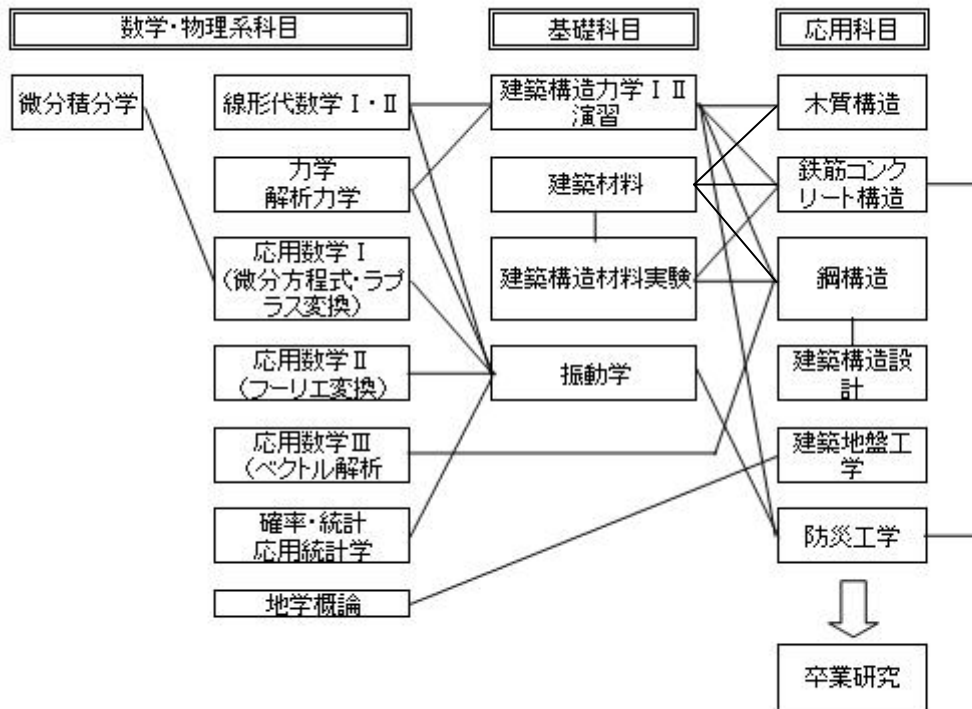 数学・物理系科目
基礎科目
応用科目
微分積分学
線形代数学Ⅰ・Ⅱ
力学
解析力学
応用数学Ⅰ
(微分方程式・ラプ
ラス変換)
応用数学Ⅱ
(フーリエ変換)
応用数学Ⅲ
(ベクトル解析
確率・統計
応用統計学
地学概論
建築構造力学ⅠⅡ
演習
建築材料
建築構造材料実験
振動学
木質構造
鉄筋コンク
リート構造
鋼構造
建築構造設
計
建築地盤工
学
防災工学
卒業研究